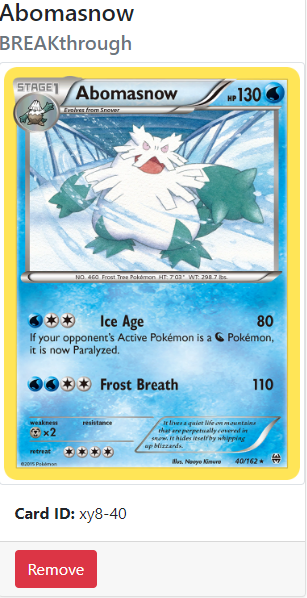 Abomasnow
BREAKthrough
STAGE1 Abomasnow HP 130
Evolves from Snover
NO. 460 Frost Tree Pokémon HT: 7'03" WT: 298.7 lbs.
Ice Age 80
If your opponent's Active Pokémon is a Pokémon,
it is now Paralyzed.
Frost Breath 110
weakness resistance
×2
retreat
It lives a quiet life on mountains
that are perpetually covered in
snow. It hides itself by whipping
up blizzards.
Illus. Naoyo Kimura 40/162 ★
©2015 Pokémon
Card ID: xy8-40
Remove